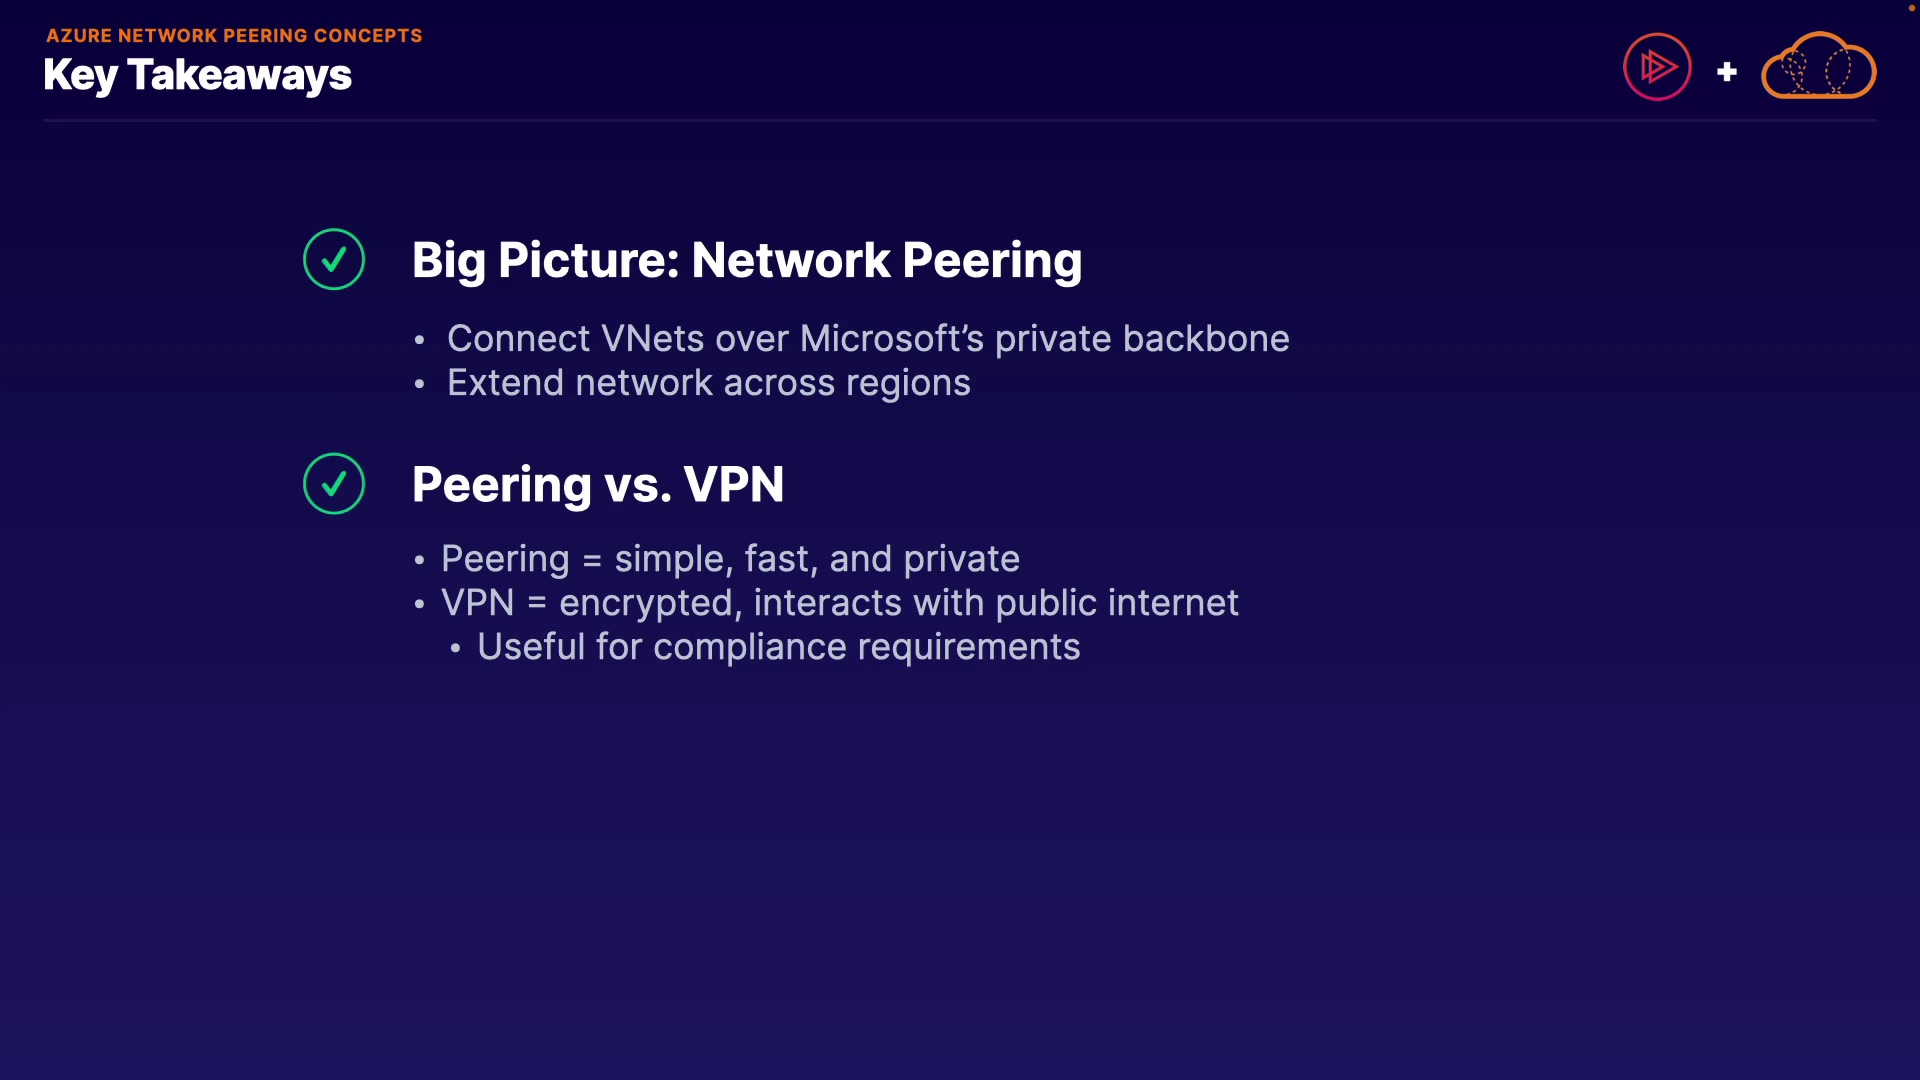 AZURE NETWORK PEERING CONCEPTS
Key Takeaways
Big Picture: Network Peering
• Connect VNets over Microsoft’s private backbone
• Extend network across regions
Peering vs. VPN
• Peering = simple, fast, and private
• VPN = encrypted, interacts with public internet
• Useful for compliance requirements